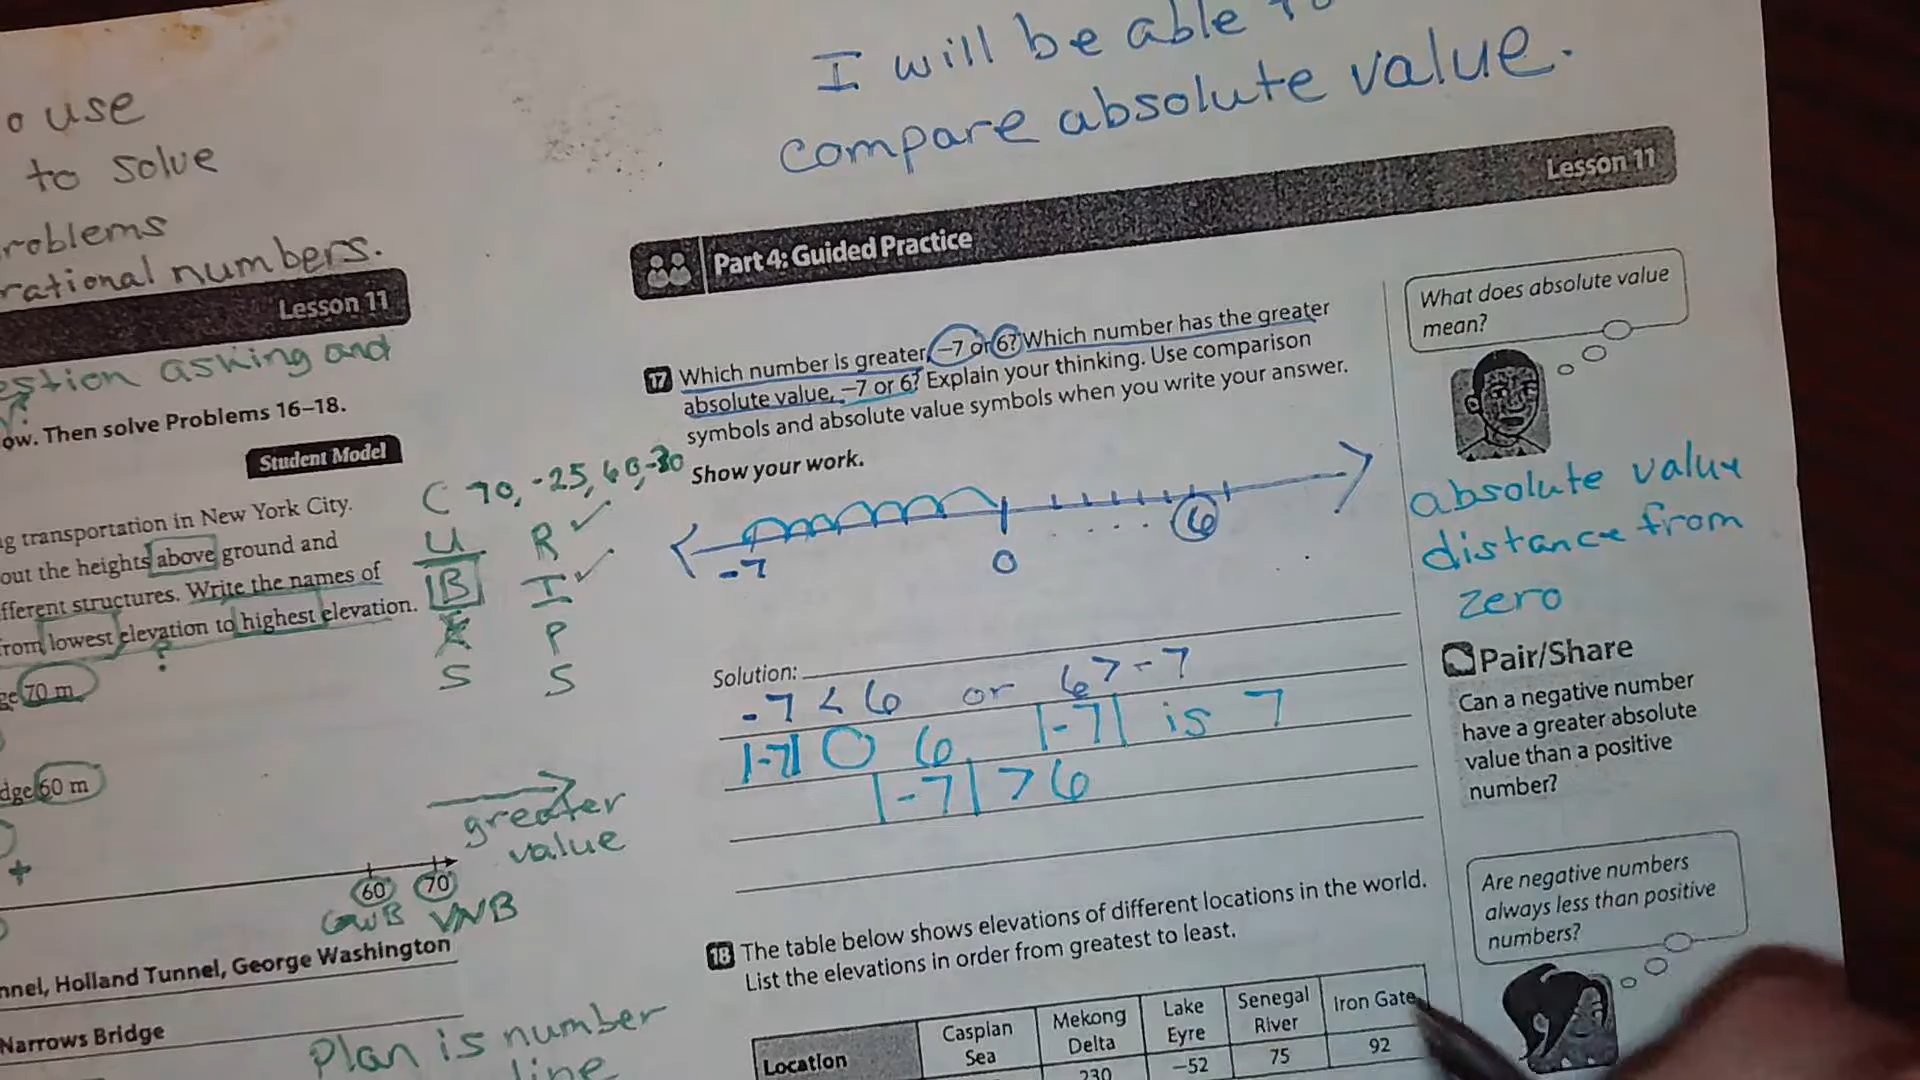 I will be able to
compare absolute value.
o use
to solve
roblems
rational numbers.
Lesson 11
estion asking and
ow. Then solve Problems 16–18.
Student Model
g transportation in New York City.
out the heights above ground and
fferent structures. Write the names of
rom lowest elevation to highest elevation.
?
ge 70 m
dge 60 m
+
60 70
GWB VNB
greater
value
nnel, Holland Tunnel, George Washington
Narrows Bridge
Plan is number
line
( 70, -25, 60, -30
U R ✓
B I ✓
P
S S
Lesson 11
Part 4: Guided Practice
17 Which number is greater, –7 or 6? Which number has the greater
absolute value, –7 or 6? Explain your thinking. Use comparison
symbols and absolute value symbols when you write your answer.
Show your work.
-7 0 ... 6
Solution:
-7 < 6 or 6 > -7
|-7| O 6 |-7| is 7
|-7| > 6
18 The table below shows elevations of different locations in the world.
List the elevations in order from greatest to least.
Location Caspian Sea Mekong Delta Lake Eyre Senegal River Iron Gate
230 –52 75 92
What does absolute value
mean?
absolute value
distance from
zero
Pair/Share
Can a negative number
have a greater absolute
value than a positive
number?
Are negative numbers
always less than positive
numbers?